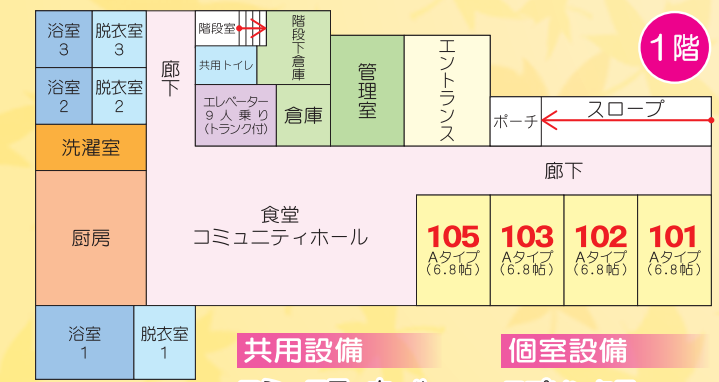 1階
浴室
3
脱衣室
3
廊下
階段室
階段下倉庫
共用トイレ
浴室
2
脱衣室
2
エレベーター
9人乗り
(トランク付)
倉庫
管理室
エントランス
ポーチ
スロープ
洗濯室
廊下
厨房
食堂
コミュニティホール
105
Aタイプ
(6.8帖)
103
Aタイプ
(6.8帖)
102
Aタイプ
(6.8帖)
101
Aタイプ
(6.8帖)
浴室
1
脱衣室
1
共用設備
個室設備